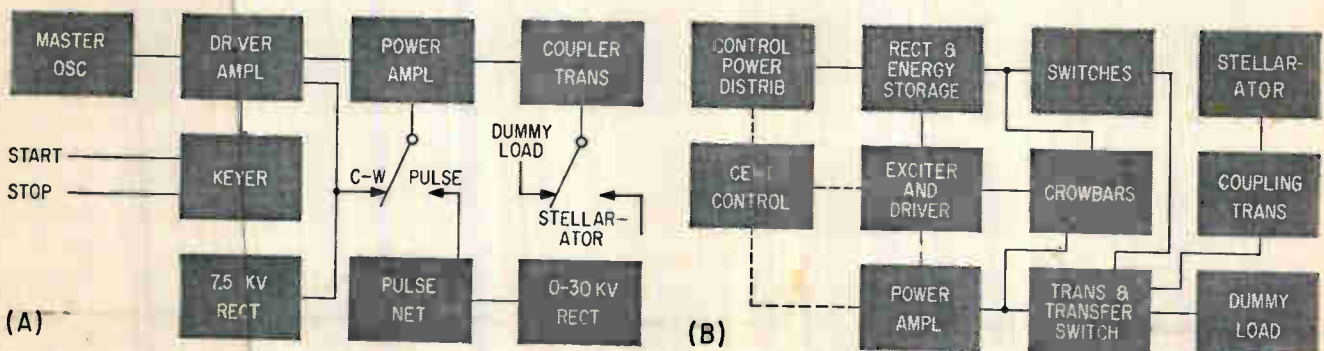 MASTER
OSC
DRIVER
AMPL
POWER
AMPL
COUPLER
TRANS
START
STOP
KEYER
C-W
PULSE
DUMMY
LOAD
STELLAR-
ATOR
7.5 KV
RECT
PULSE
NET
0-30 KV
RECT
(A)
CONTROL
POWER
DISTRIB
RECT &
ENERGY
STORAGE
SWITCHES
STELLAR-
ATOR
CONTROL
EXCITER
AND
DRIVER
CROWBARS
COUPLING
TRANS
POWER
AMPL
TRANS &
TRANSFER
SWITCH
DUMMY
LOAD
(B)